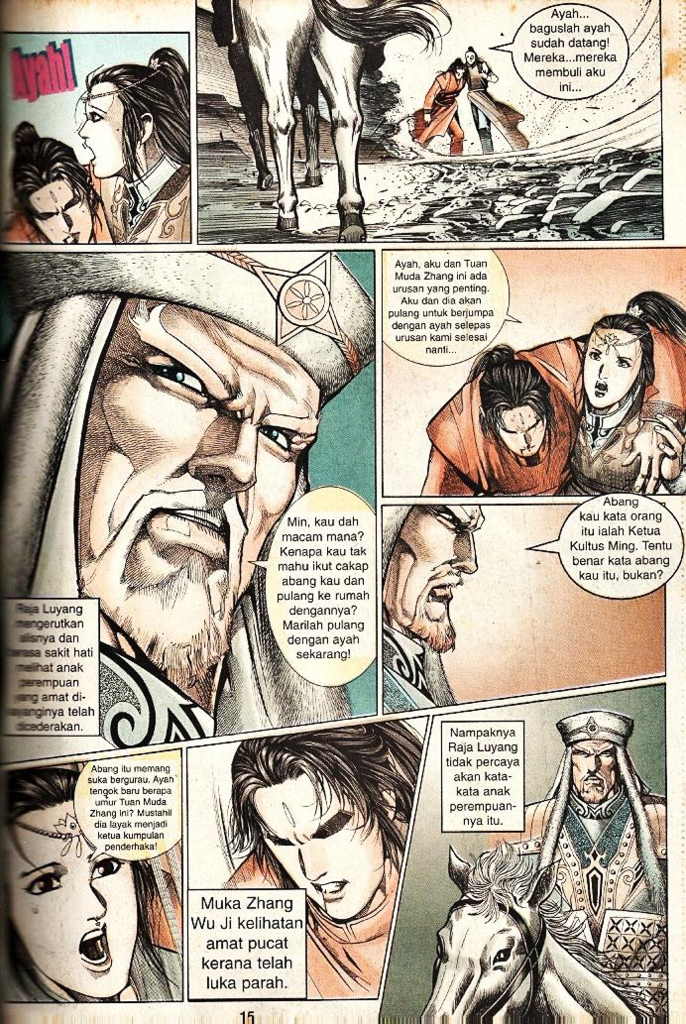 Ayah!
Ayah...
baguslah ayah
sudah datang!
Mereka...mereka
membuli aku
ini...
Ayah, aku dan Tuan
Muda Zhang ini ada
urusan yang penting.
Aku dan dia akan
pulang untuk berjumpa
dengan ayah selepas
urusan kami selesai
nanti...
Min, kau dah
macam mana?
Kenapa kau tak
mahu ikut cakap
abang kau dan
pulang ke rumah
dengannya?
Marilah pulang
dengan ayah
sekarang!
Raja Luyang
mengerutkan
alisnya dan
rasa sakit hati
melihat anak
perempuan
yang amat di-
sayanginya telah
dicederakan.
Abang
kau kata orang
itu ialah Ketua
Kultus Ming. Tentu
benar kata abang
kau itu, bukan?
Abang itu memang
suka bergurau. Ayah
tengok baru berapa
umur Tuan Muda
Zhang ini? Mustahil
dia layak menjadi
ketua kumpulan
penderhaka!
Muka Zhang
Wu Ji kelihatan
amat pucat
kerana telah
luka parah.
Nampaknya
Raja Luyang
tidak percaya
akan kata-
kata anak
perempuan-
nya itu.
15